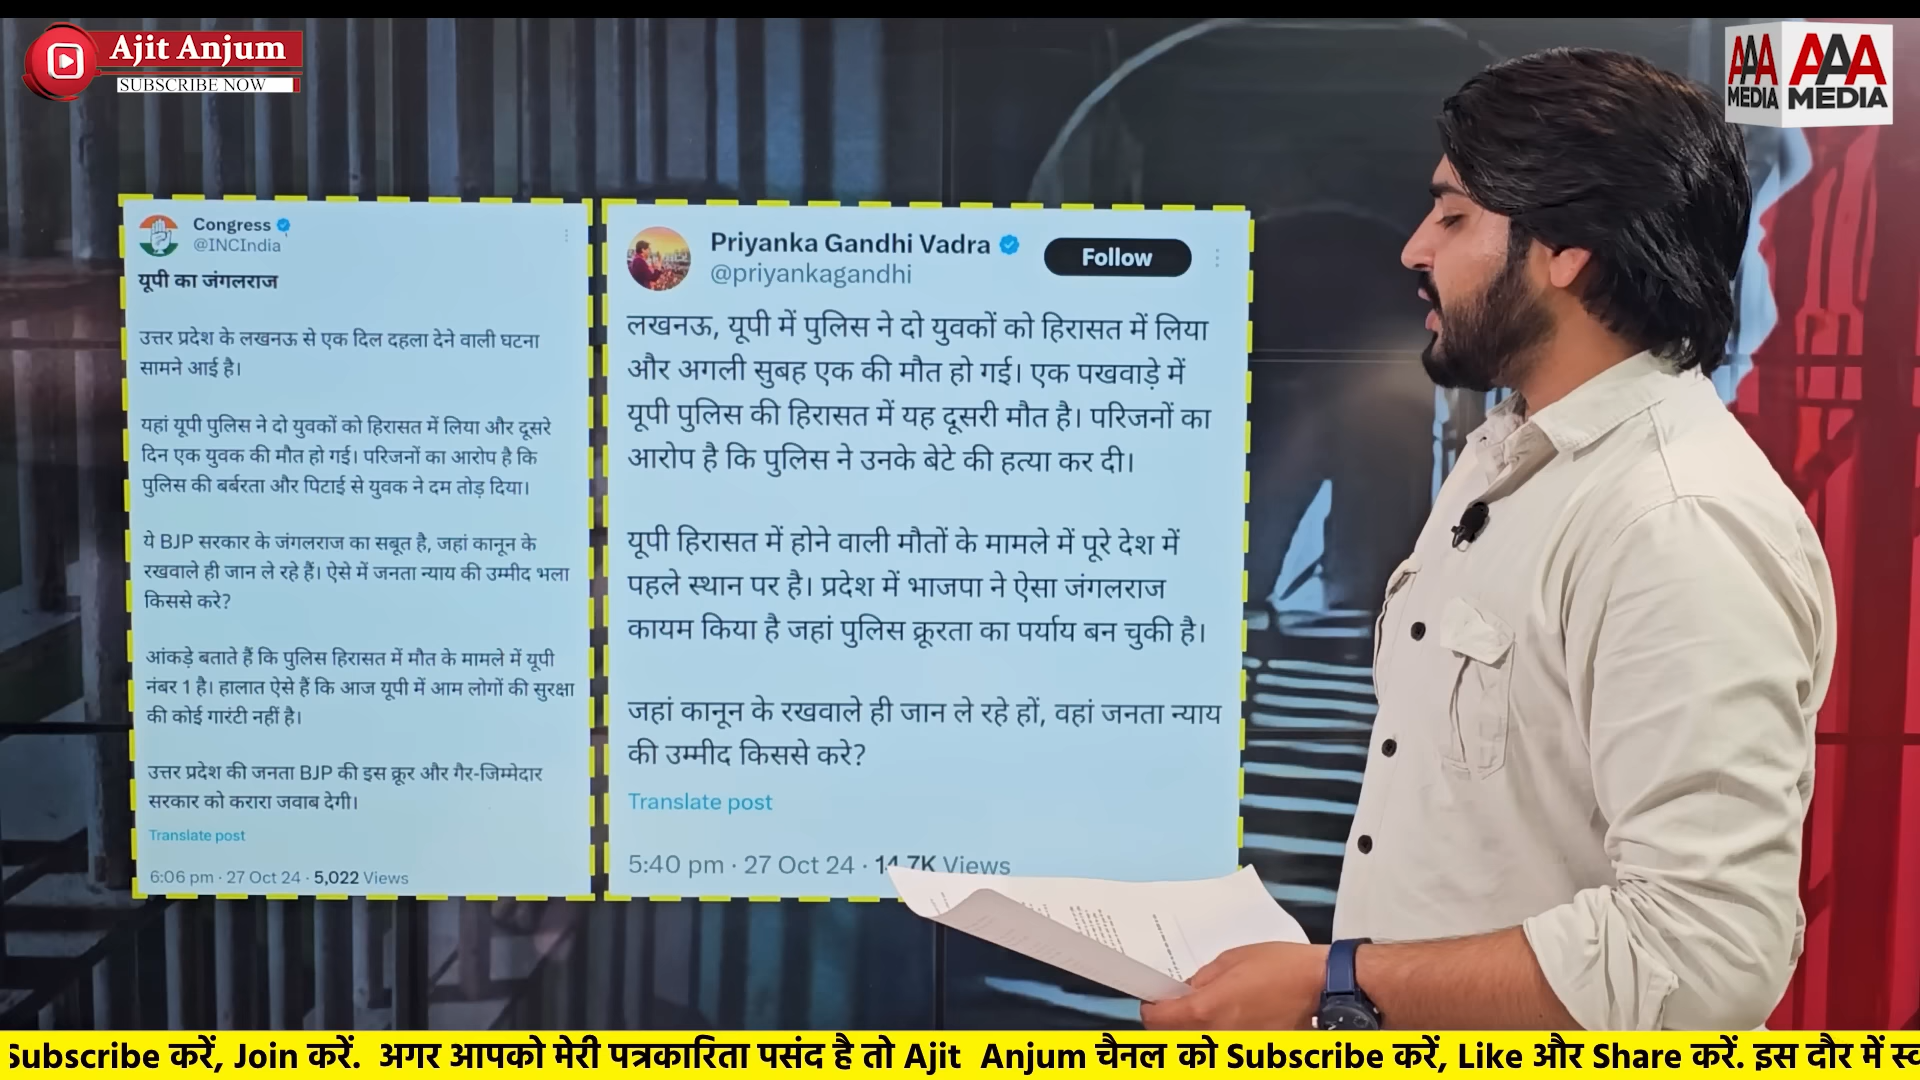 Ajit Anjum
SUBSCRIBE NOW
AAA
MEDIA
AAA
MEDIA
Congress
@INCIndia
यूपी का जंगलराज
उत्तर प्रदेश के लखनऊ से एक दिल दहला देने वाली घटना
सामने आई है।
यहां यूपी पुलिस ने दो युवकों को हिरासत में लिया और दूसरे
दिन एक युवक की मौत हो गई। परिजनों का आरोप है कि
पुलिस की बर्बरता और पिटाई से युवक ने दम तोड़ दिया।
ये BJP सरकार के जंगलराज का सबूत है, जहां कानून के
रखवाले ही जान ले रहे हैं। ऐसे में जनता न्याय की उम्मीद भला
किससे करे?
आंकड़े बताते हैं कि पुलिस हिरासत में मौत के मामले में यूपी
नंबर 1 है। हालात ऐसे हैं कि आज यूपी में आम लोगों की सुरक्षा
की कोई गारंटी नहीं है।
उत्तर प्रदेश की जनता BJP की इस क्रूर और गैर-जिम्मेदार
सरकार को करारा जवाब देगी।
Translate post
6:06 pm · 27 Oct 24 · 5,022 Views
Priyanka Gandhi Vadra
@priyankagandhi
Follow
लखनऊ, यूपी में पुलिस ने दो युवकों को हिरासत में लिया
और अगली सुबह एक की मौत हो गई। एक पखवाड़े में
यूपी पुलिस की हिरासत में यह दूसरी मौत है। परिजनों का
आरोप है कि पुलिस ने उनके बेटे की हत्या कर दी।
यूपी हिरासत में होने वाली मौतों के मामले में पूरे देश में
पहले स्थान पर है। प्रदेश में भाजपा ने ऐसा जंगलराज
कायम किया है जहां पुलिस क्रूरता का पर्याय बन चुकी है।
जहां कानून के रखवाले ही जान ले रहे हों, वहां जनता न्याय
की उम्मीद किससे करे?
Translate post
5:40 pm · 27 Oct 24 · 14.7K Views
Subscribe करें, Join करें. अगर आपको मेरी पत्रकारिता पसंद है तो Ajit Anjum चैनल को Subscribe करें, Like और Share करें. इस दौर में